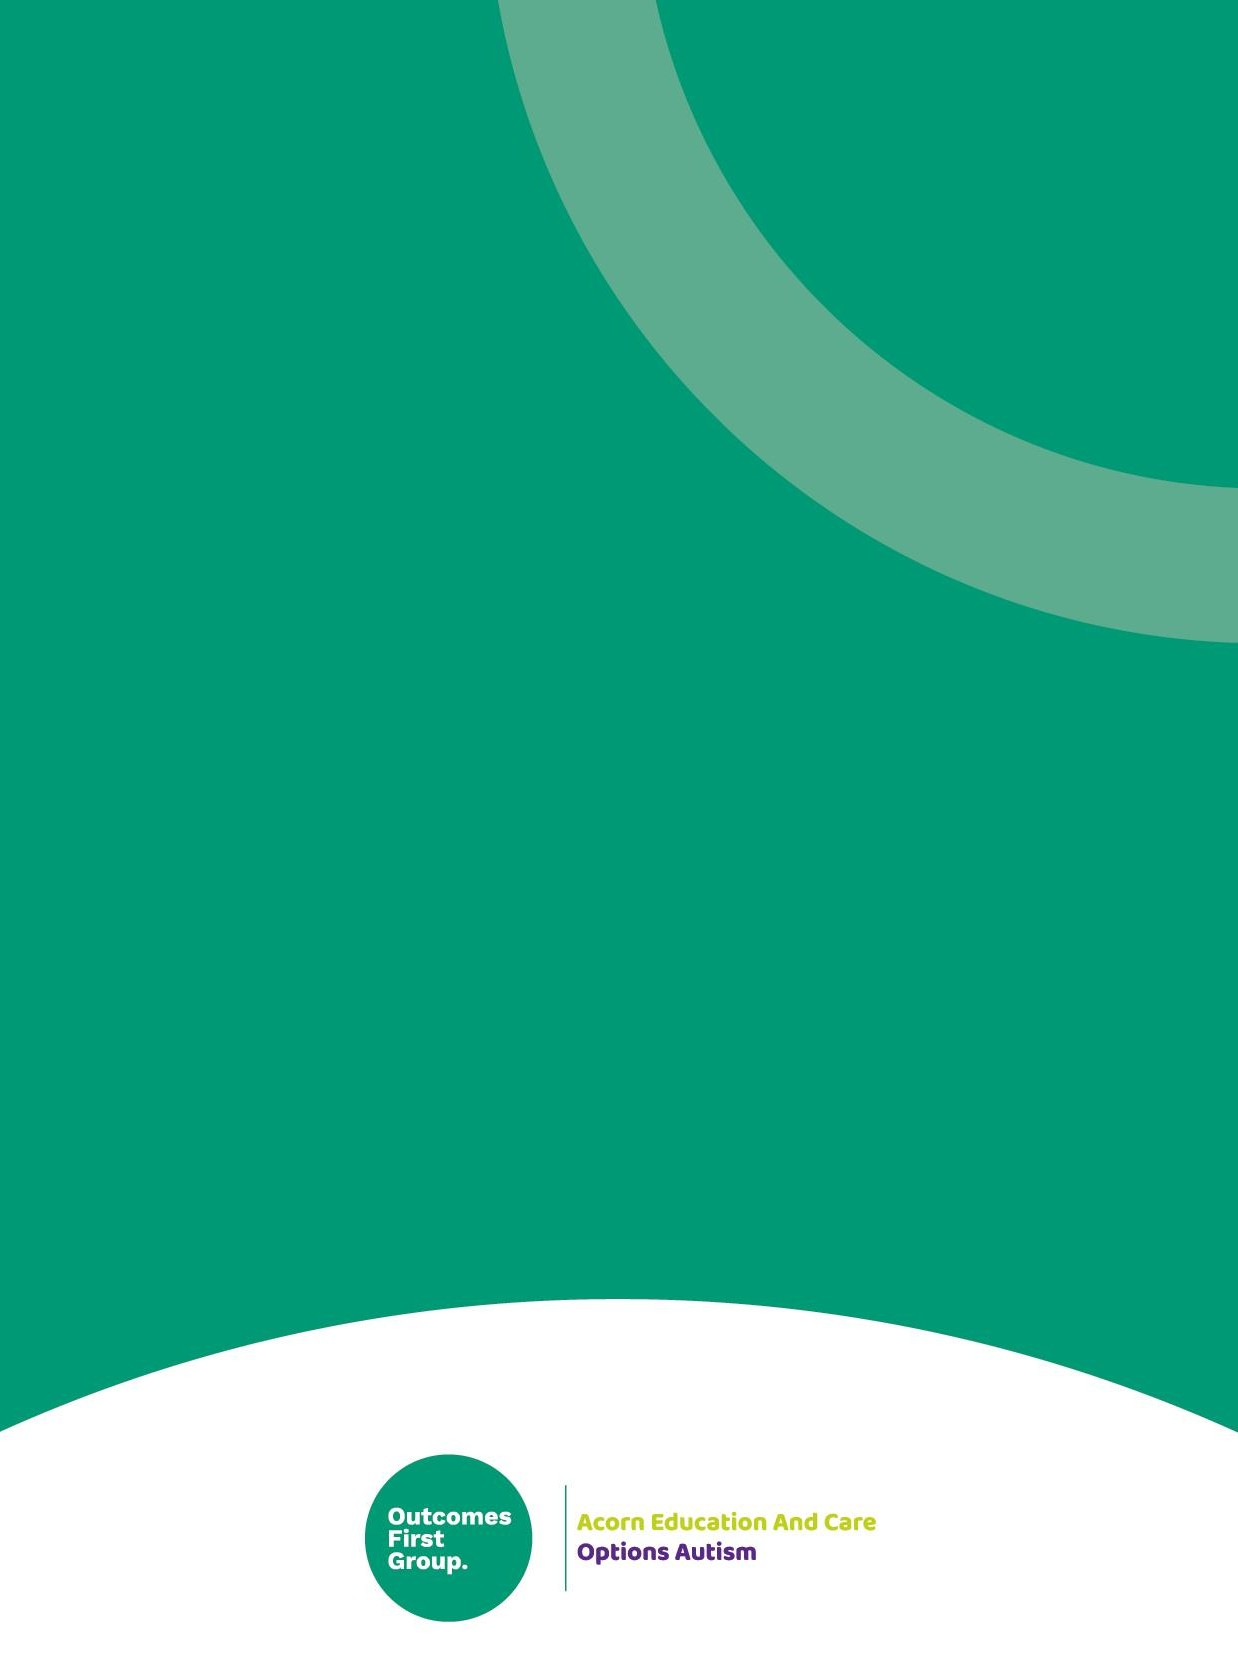 Outcomes
First
Group.
Acorn Education And Care
Options Autism